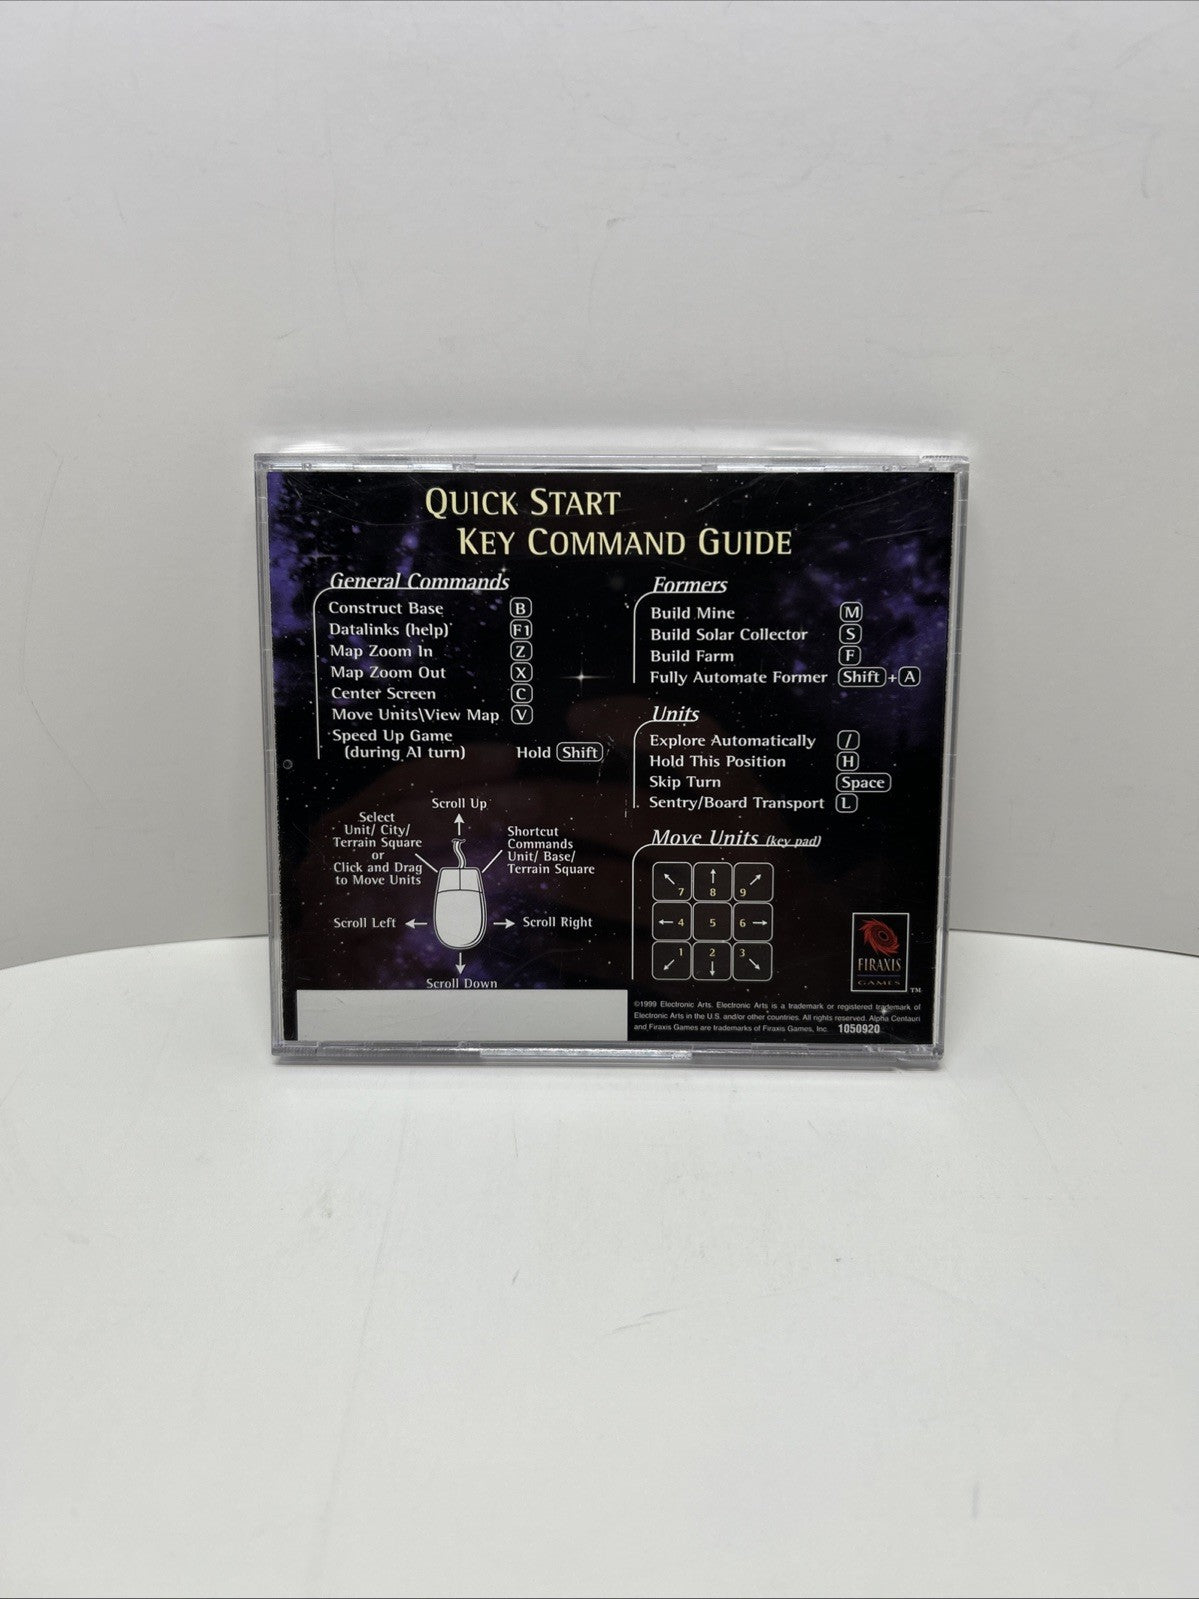 QUICK START
KEY COMMAND GUIDE
General Commands
Construct Base B
Datalinks (help) F1
Map Zoom In Z
Map Zoom Out X
Center Screen C
Move Units\View Map V
Speed Up Game
(during AI turn) Hold Shift
Formers
Build Mine M
Build Solar Collector S
Build Farm F
Fully Automate Former Shift + A
Units
Explore Automatically /
Hold This Position H
Skip Turn Space
Sentry/Board Transport L
Scroll Up
Select
Unit/ City/
Terrain Square
or
Click and Drag
to Move Units
Shortcut
Commands
Unit/ Base/
Terrain Square
Scroll Left
Scroll Right
Scroll Down
Move Units (key pad)
7 8 9
4 5 6
1 2 3
FIRAXIS
GAMES
TM
©1999 Electronic Arts. Electronic Arts is a trademark or registered trademark of
Electronic Arts in the U.S. and/or other countries. All rights reserved. Alpha Centauri
and Firaxis Games are trademarks of Firaxis Games, Inc. 1050920